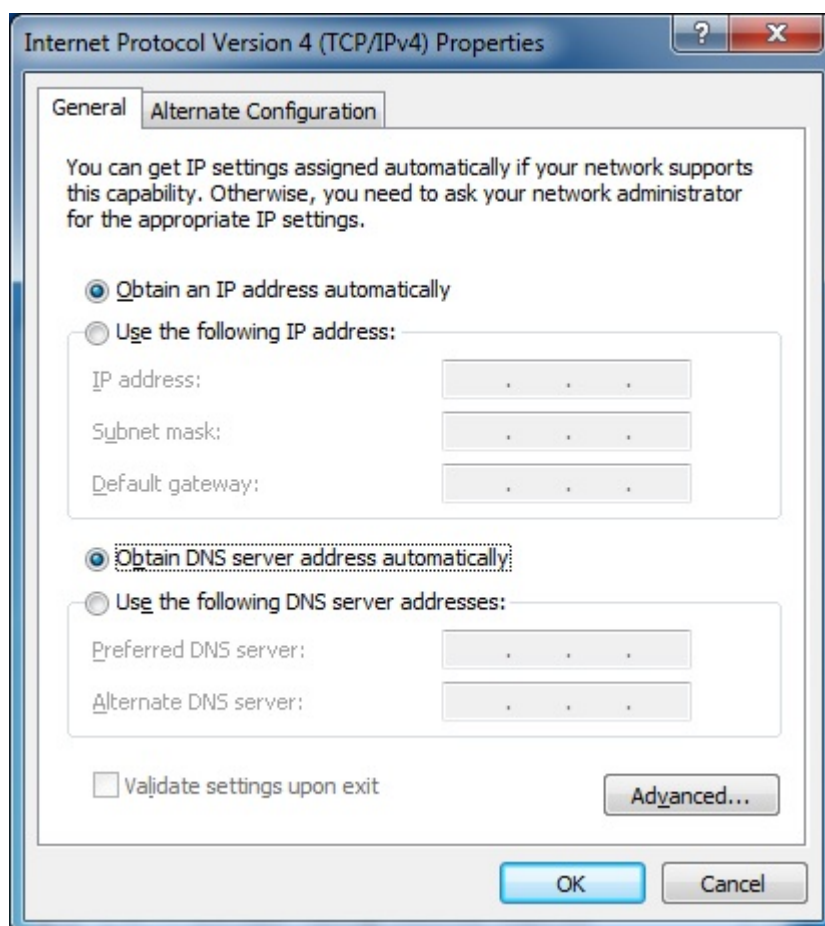 Internet Protocol Version 4 (TCP/IPv4) Properties
General
Alternate Configuration
You can get IP settings assigned automatically if your network supports
this capability. Otherwise, you need to ask your network administrator
for the appropriate IP settings.
Obtain an IP address automatically
Use the following IP address:
IP address:
Subnet mask:
Default gateway:
Obtain DNS server address automatically
Use the following DNS server addresses:
Preferred DNS server:
Alternate DNS server:
Validate settings upon exit
Advanced...
OK
Cancel